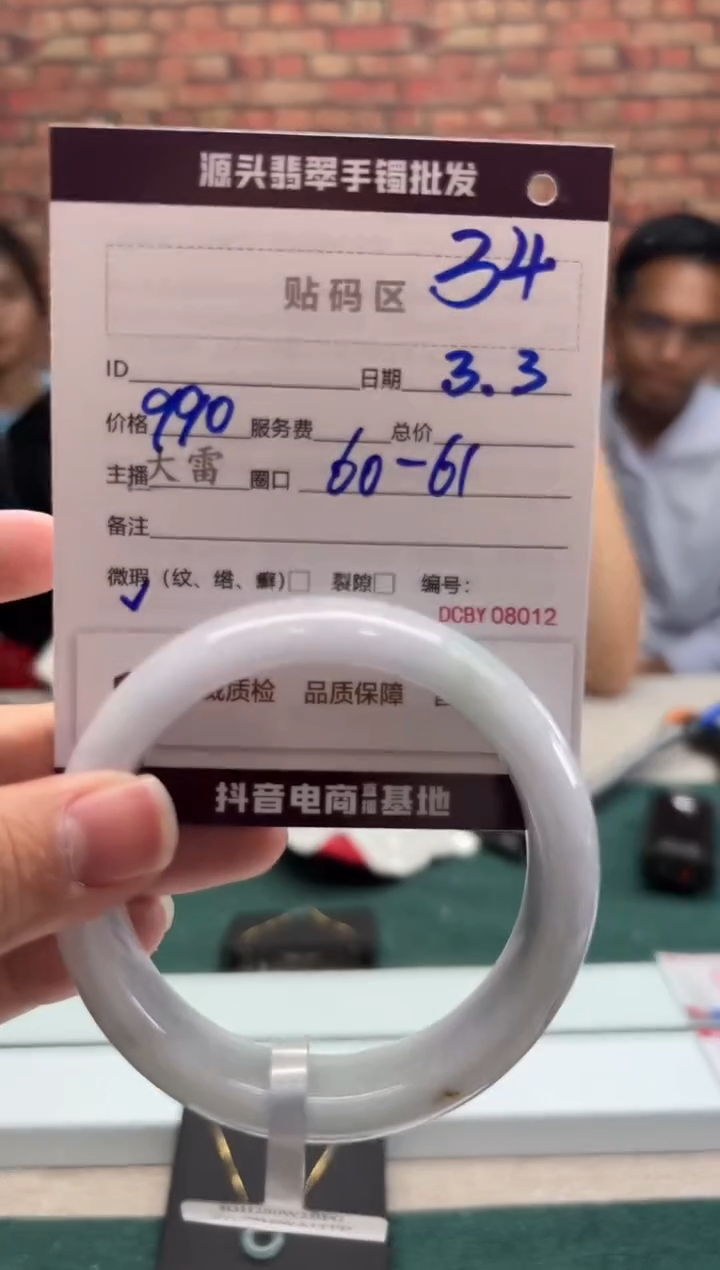 源头翡翠手镯批发
贴码区 34
ID 日期 3.3
价格 990 服务费 总价
主播 大雷 圈口 60-61
备注
微瑕(纹、绺、癣)□ 裂隙□ 编号:
✓
DCBY 08012
质检 品质保障
抖音电商直播基地